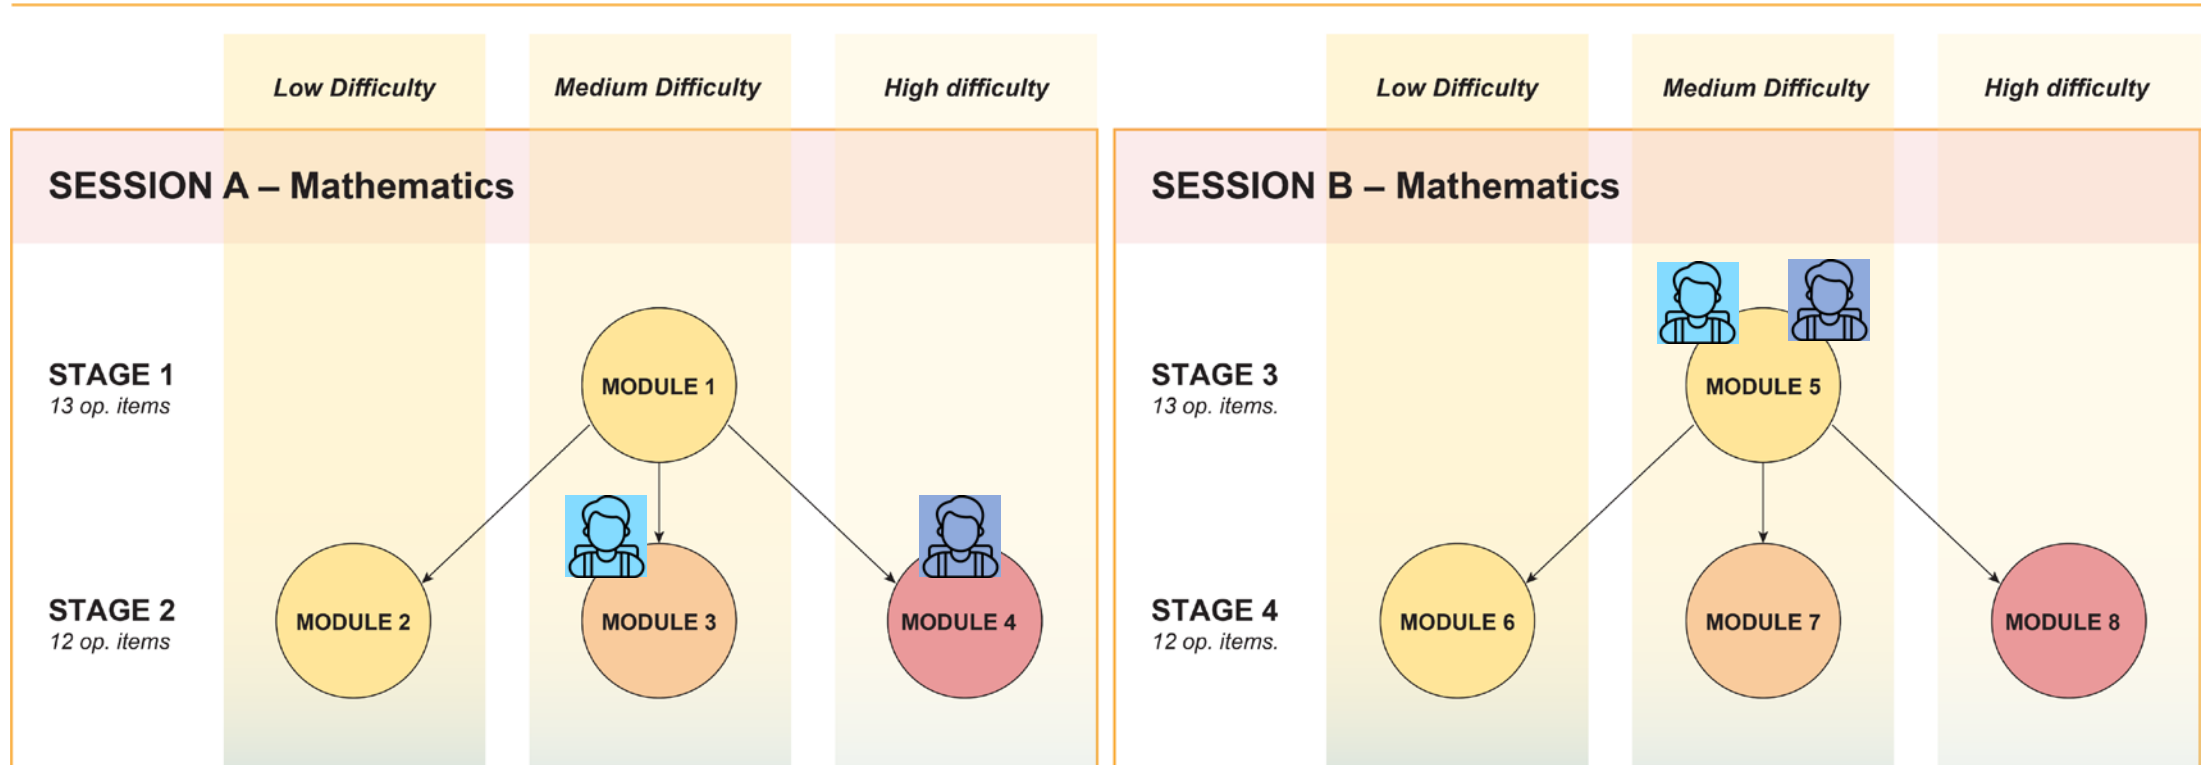 Low Difficulty
Medium Difficulty
High difficulty
SESSION A – Mathematics
STAGE 1
13 op. items
MODULE 1
STAGE 2
12 op. items
MODULE 2
MODULE 3
MODULE 4
Low Difficulty
Medium Difficulty
High difficulty
SESSION B – Mathematics
STAGE 3
13 op. items.
MODULE 5
STAGE 4
12 op. items.
MODULE 6
MODULE 7
MODULE 8